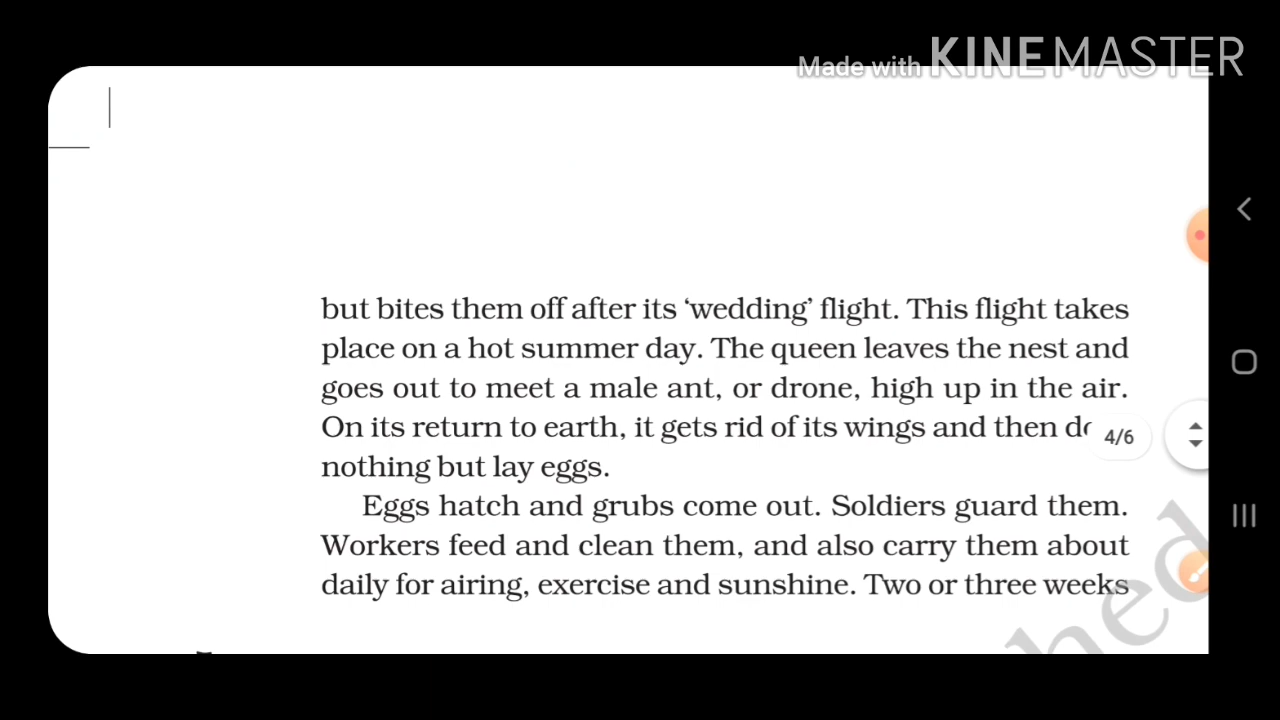 Made with KINEMASTER
but bites them off after its ‘wedding’ flight. This flight takes
place on a hot summer day. The queen leaves the nest and
goes out to meet a male ant, or drone, high up in the air.
On its return to earth, it gets rid of its wings and then
4/6
nothing but lay eggs.
Eggs hatch and grubs come out. Soldiers guard them.
Workers feed and clean them, and also carry them about
daily for airing, exercise and sunshine. Two or three weeks